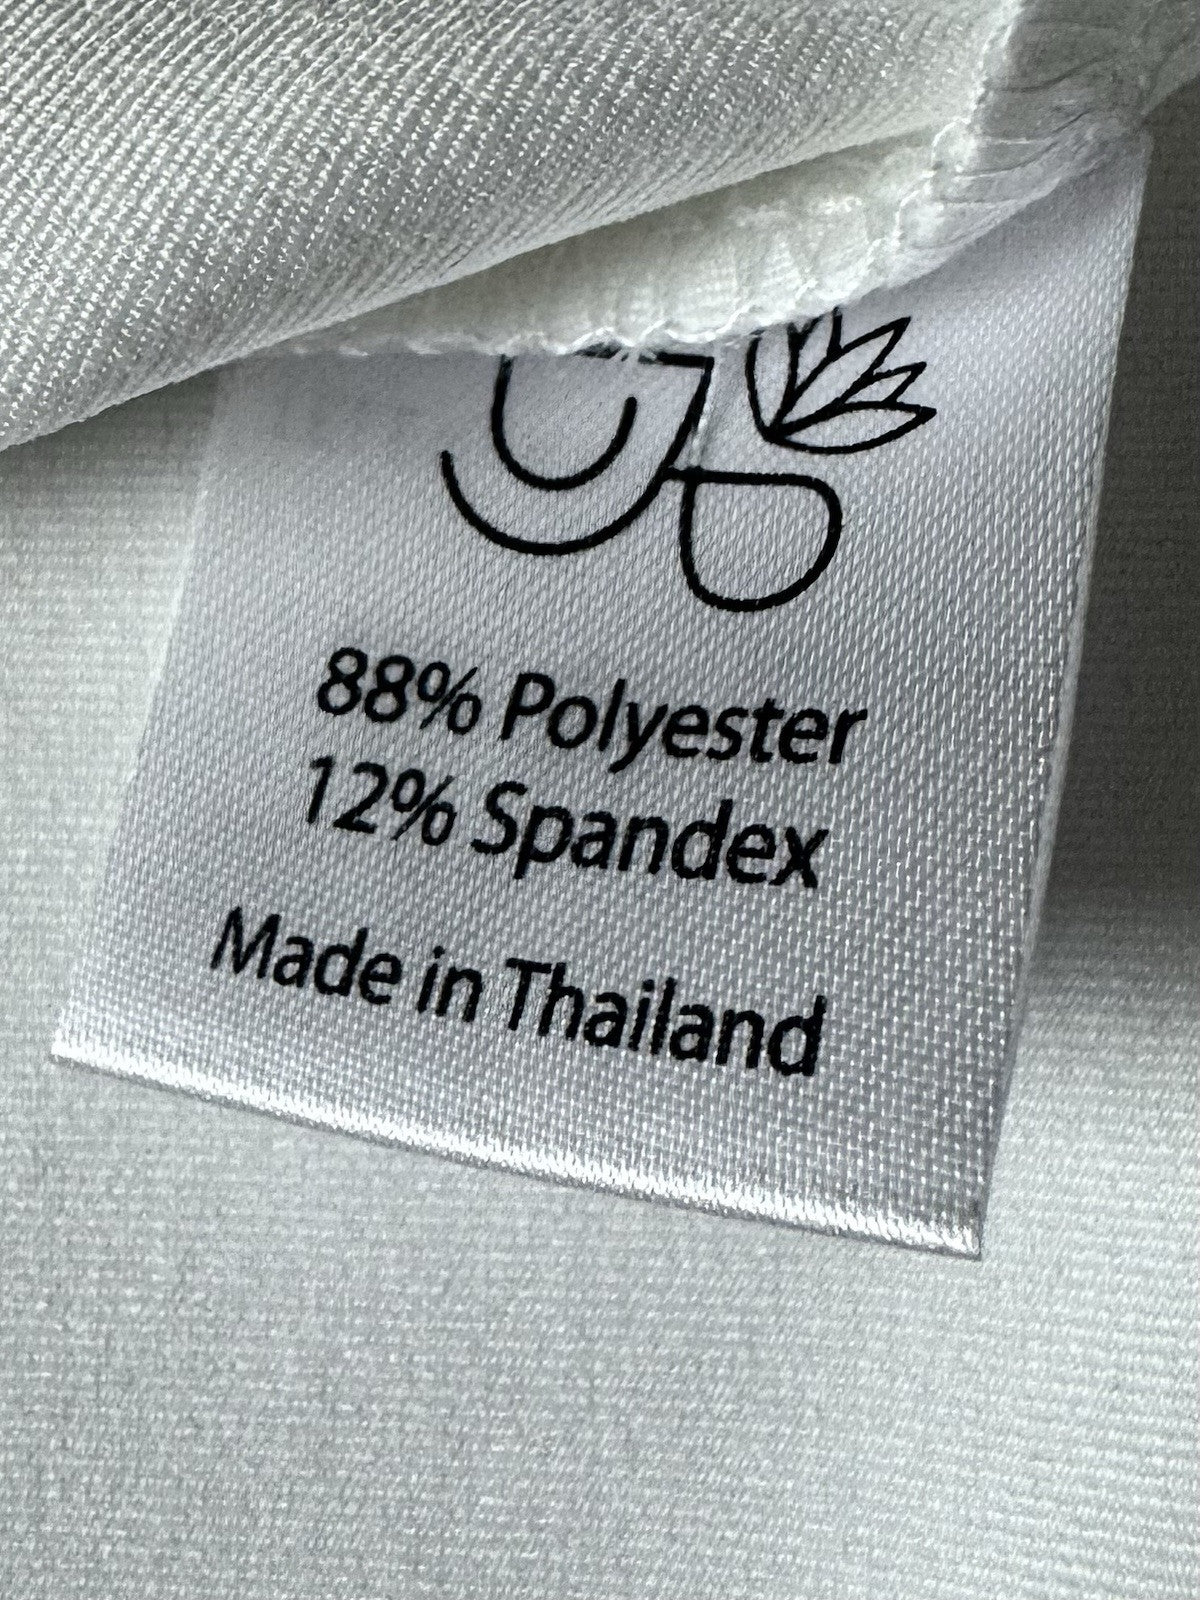 88% Polyester
12% Spandex
Made in Thailand